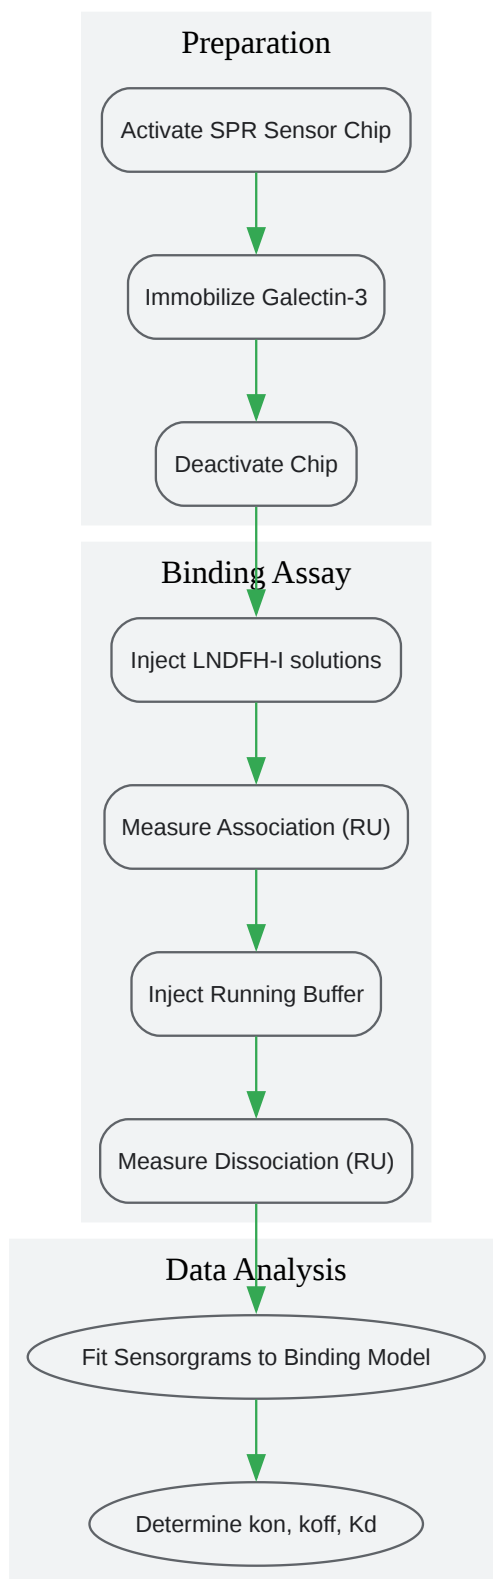 Preparation
Activate SPR Sensor Chip
Immobilize Galectin-3
Deactivate Chip
Binding Assay
Inject LNDFH-I solutions
Measure Association (RU)
Inject Running Buffer
Measure Dissociation (RU)
Data Analysis
Fit Sensorgrams to Binding Model
Determine kon, koff, Kd